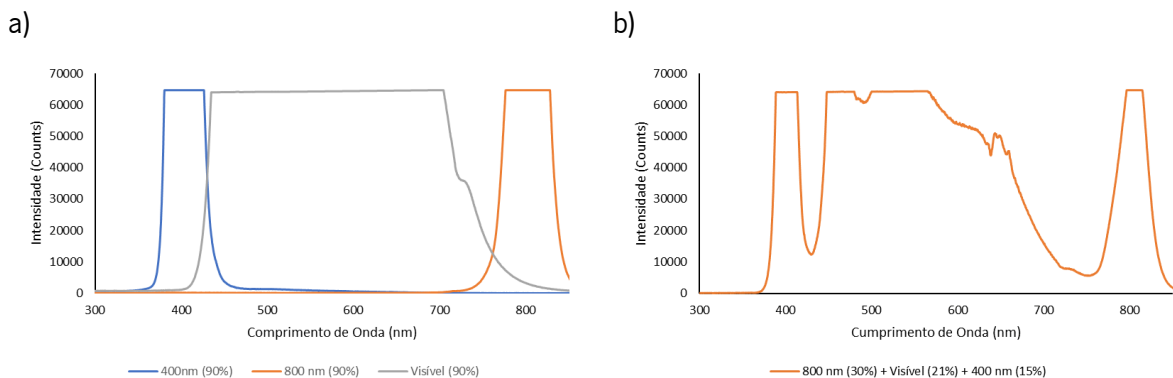 a)
70000
60000
50000
40000
30000
20000
10000
0
300
400
500
600
700
800
Intensidade (Counts)
Comprimento de Onda (nm)
400nm (90%)
800 nm (90%)
Visível (90%)
b)
70000
60000
50000
40000
30000
20000
10000
0
300
400
500
600
700
800
Intensidade (Counts)
Cumprimento de Onda (nm)
800 nm (30%) + Visível (21%) + 400 nm (15%)